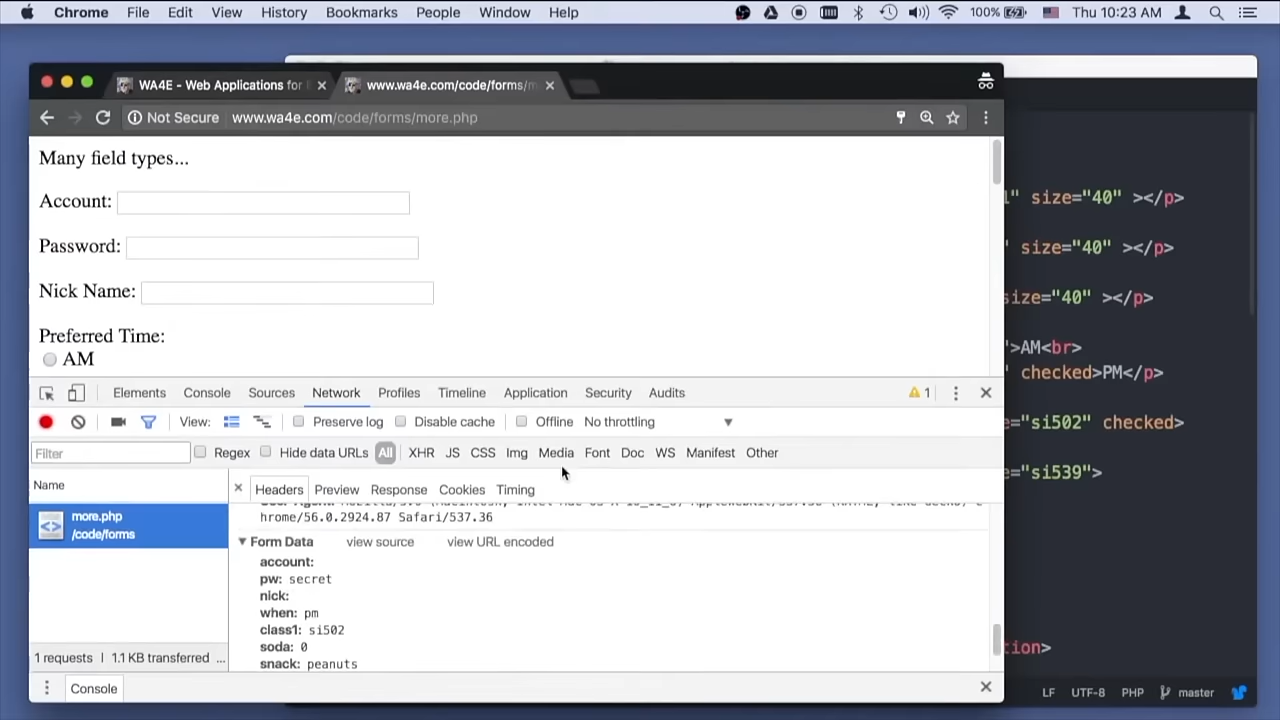 Chrome File Edit View History Bookmarks People Window Help 100% Thu 10:23 AM
WA4E - Web Applications for
www.wa4e.com/code/forms/m
Not Secure www.wa4e.com/code/forms/more.php
Many field types...
Account:
Password:
Nick Name:
Preferred Time:
AM
" size="40" ></p>
" size="40" ></p>
size="40" ></p>
">AM<br>
checked>PM</p>
e="si502" checked>
e="si539">
tion>
Elements Console Sources Network Profiles Timeline Application Security Audits 1
View: Preserve log Disable cache Offline No throttling
Filter Regex Hide data URLs All XHR JS CSS Img Media Font Doc WS Manifest Other
Name
Headers Preview Response Cookies Timing
more.php
/code/forms
hrome/56.0.2924.87 Safari/537.36
Form Data view source view URL encoded
account:
pw: secret
nick:
when: pm
class1: si502
soda: 0
snack: peanuts
1 requests | 1.1 KB transferred ...
Console
LF UTF-8 PHP master